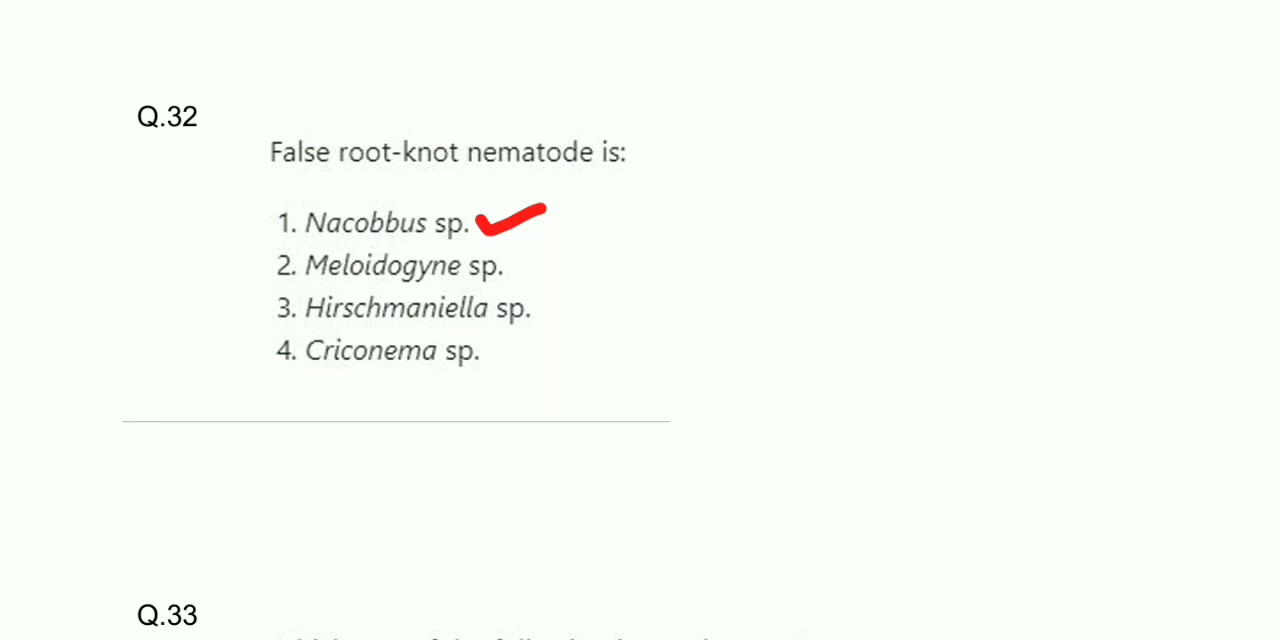 Q.32
False root-knot nematode is:
1. Nacobbus sp.
2. Meloidogyne sp.
3. Hirschmaniella sp.
4. Criconema sp.
Q.33